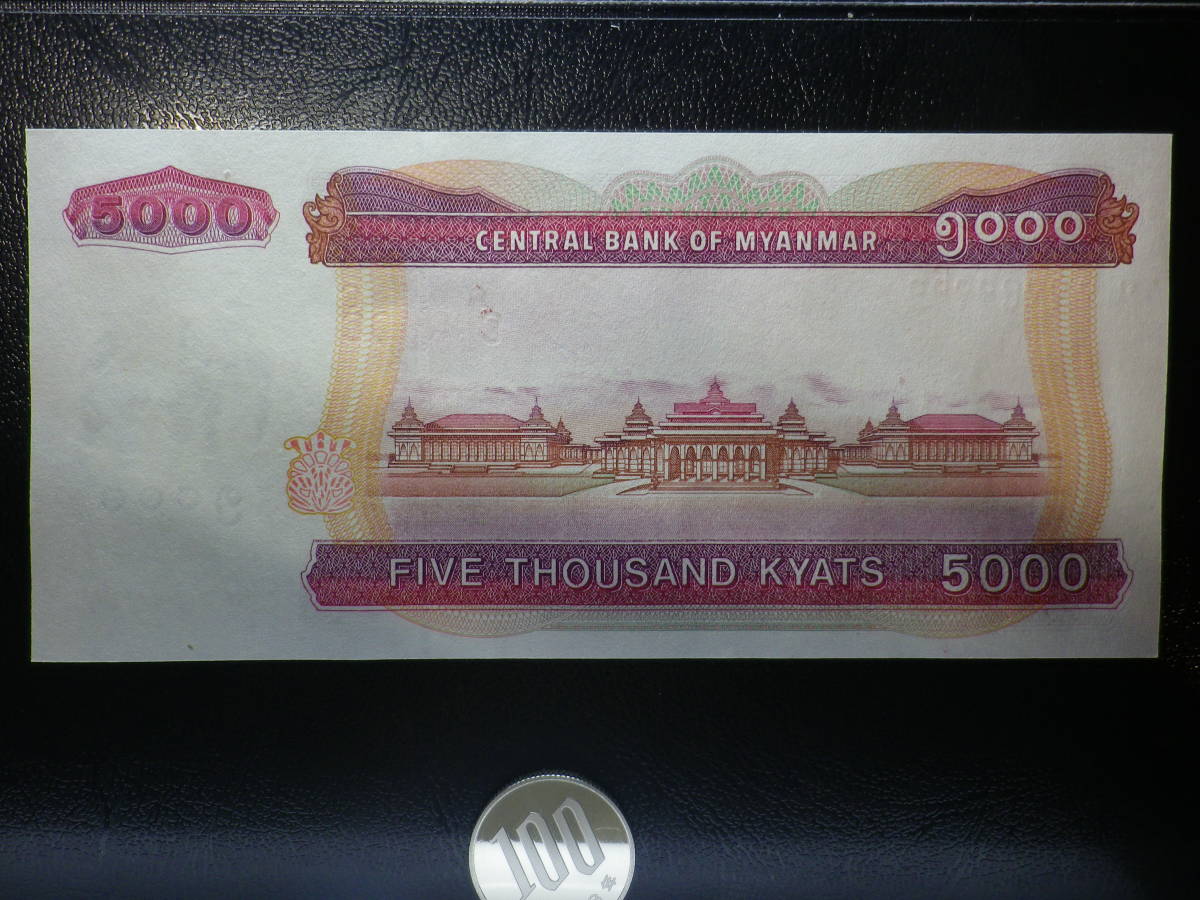 5000
CENTRAL BANK OF MYANMAR ၅၀၀၀
FIVE THOUSAND KYATS 5000
100